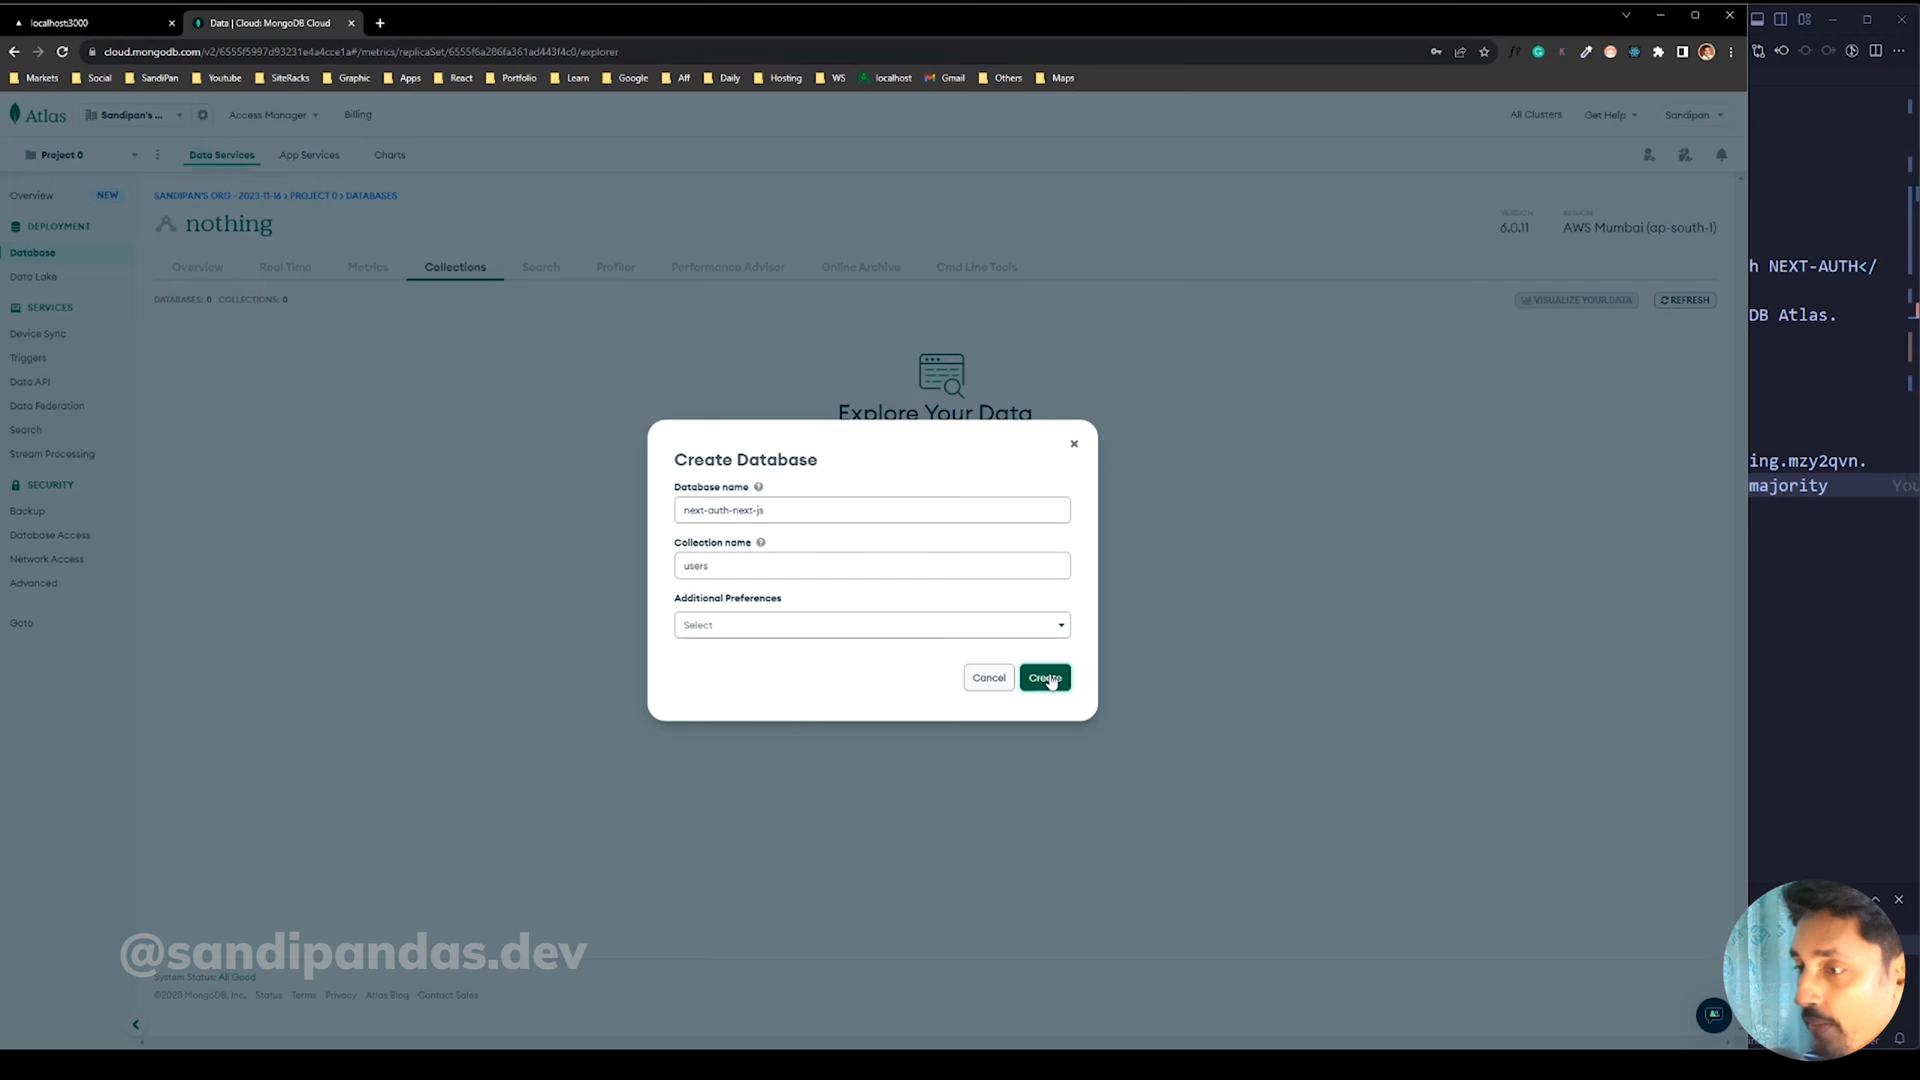 localhost:3000
Data | Cloud: MongoDB Cloud
cloud.mongodb.com/v2/6555f5997d93231e4a4cce1a#/metrics/replicaSet/6555f6a286fa361ad443f4c0/explorer
Markets Social SandiPan Youtube SiteRacks Graphic Apps React Portfolio Learn Google Aff Daily Hosting WS localhost Gmail Others Maps
Atlas Sandipan's ... Access Manager Billing All Clusters Get Help Sandipan
Project 0 Data Services App Services Charts
Overview NEW
DEPLOYMENT
Database
Data Lake
SERVICES
Device Sync
Triggers
Data API
Data Federation
Search
Stream Processing
SECURITY
Backup
Database Access
Network Access
Advanced
Goto
SANDIPAN'S ORG - 2023-11-16 > PROJECT 0 > DATABASES
nothing
VERSION
6.0.11
REGION
AWS Mumbai (ap-south-1)
Overview Real Time Metrics Collections Search Profiler Performance Advisor Online Archive Cmd Line Tools
DATABASES: 0 COLLECTIONS: 0
VISUALIZE YOUR DATA
REFRESH
Explore Your Data
Create Database
Database name
next-auth-next-js
Collection name
users
Additional Preferences
Select
Cancel
Create
h NEXT-AUTH</
DB Atlas.
ing.mzy2qvn.
majority You
@sandipandas.dev
System Status: All Good
©2023 MongoDB, Inc. Status Terms Privacy Atlas Blog Contact Sales